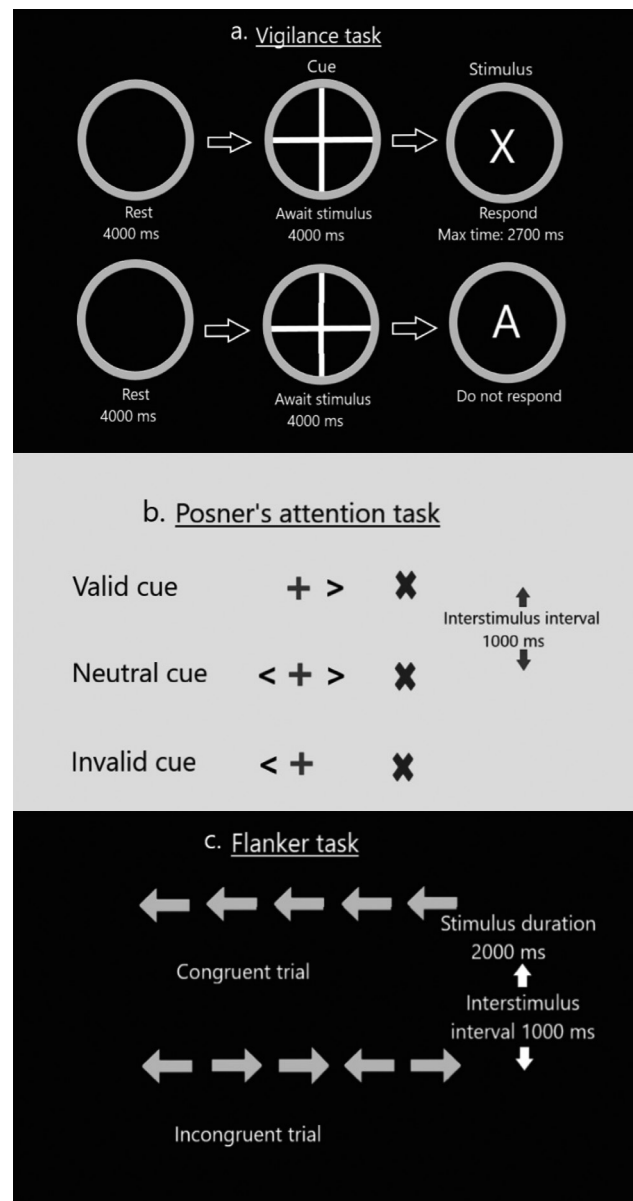 a. Vigilance task
Cue
Stimulus
X
Rest
4000 ms
Await stimulus
4000 ms
Respond
Max time: 2700 ms
A
Rest
4000 ms
Await stimulus
4000 ms
Do not respond
b. Posner's attention task
Valid cue + > ✖
Interstimulus interval
1000 ms
Neutral cue < + > ✖
Invalid cue < + ✖
c. Flanker task
Stimulus duration
2000 ms
Congruent trial
Interstimulus
interval 1000 ms
Incongruent trial